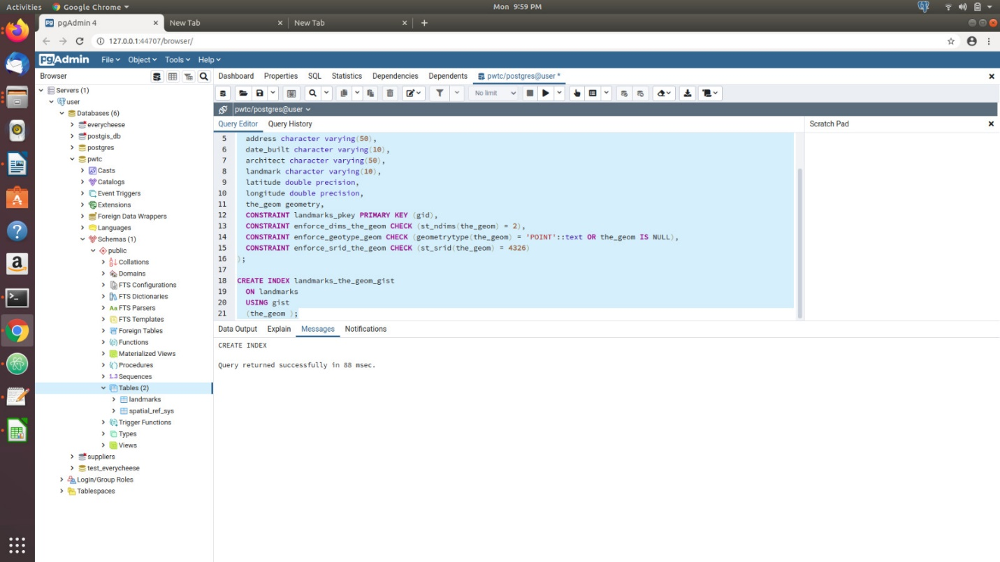 Activities
Google Chrome
Mon 9:59 PM
pgAdmin 4
New Tab
New Tab
127.0.0.1:44707/browser/
pgAdmin
File
Object
Tools
Help
Browser
Dashboard
Properties
SQL
Statistics
Dependencies
Dependents
pwtc/postgres@user *
Servers (1)
user
Databases (6)
everycheese
postgis_db
postgres
pwtc
Casts
Catalogs
Event Triggers
Extensions
Foreign Data Wrappers
Languages
Schemas (1)
public
Collations
Domains
FTS Configurations
FTS Dictionaries
FTS Parsers
FTS Templates
Foreign Tables
Functions
Materialized Views
Procedures
1..3 Sequences
Tables (2)
landmarks
spatial_ref_sys
Trigger Functions
Types
Views
suppliers
test_everycheese
Login/Group Roles
Tablespaces
No limit
pwtc/postgres@user
Query Editor
Query History
Scratch Pad
5 address character varying(50),
6 date_built character varying(10),
7 architect character varying(50),
8 landmark character varying(10),
9 latitude double precision,
10 longitude double precision,
11 the_geom geometry,
12 CONSTRAINT landmarks_pkey PRIMARY KEY (gid),
13 CONSTRAINT enforce_dims_the_geom CHECK (st_ndims(the_geom) = 2),
14 CONSTRAINT enforce_geotype_geom CHECK (geometrytype(the_geom) = 'POINT'::text OR the_geom IS NULL),
15 CONSTRAINT enforce_srid_the_geom CHECK (st_srid(the_geom) = 4326)
16 );
17
18 CREATE INDEX landmarks_the_geom_gist
19 ON landmarks
20 USING gist
21 (the_geom );
Data Output
Explain
Messages
Notifications
CREATE INDEX
Query returned successfully in 88 msec.